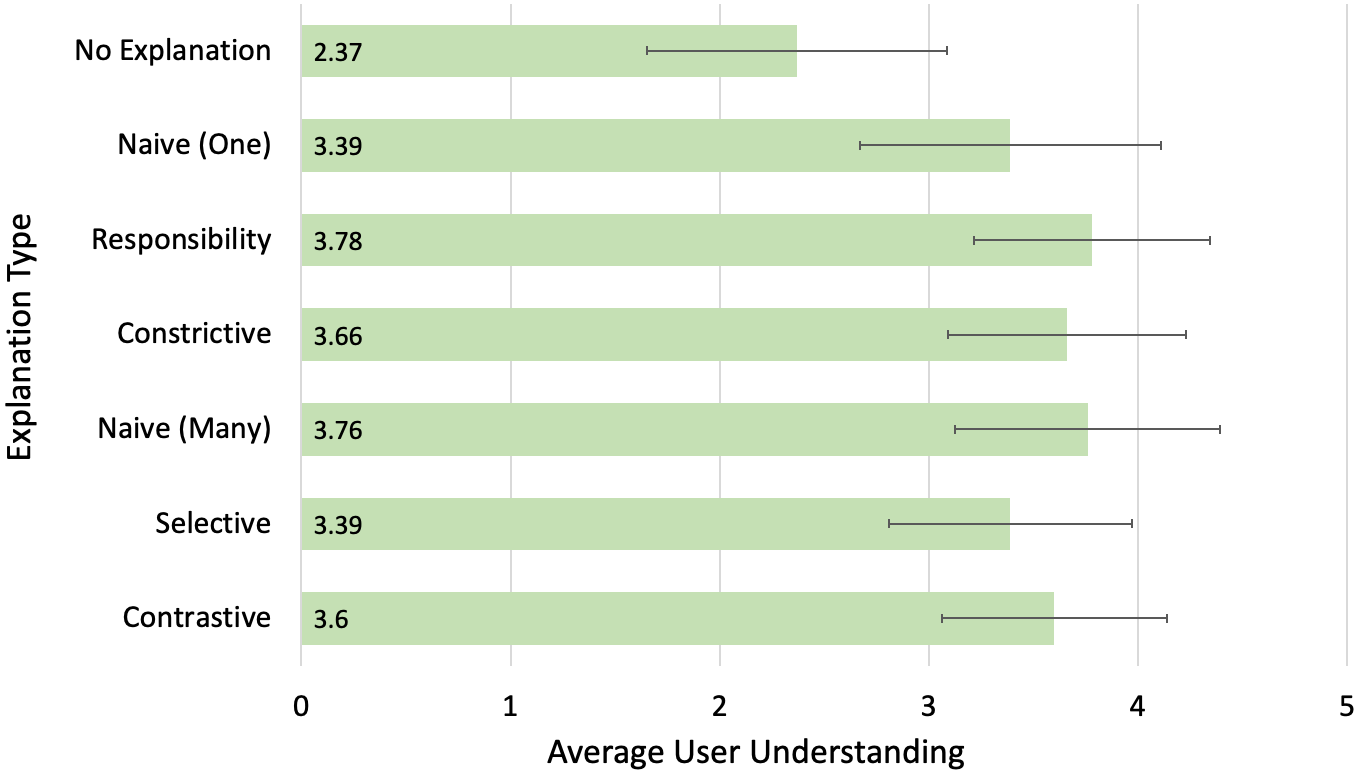 Explanation Type
No Explanation
2.37
Naive (One)
3.39
Responsibility
3.78
Constrictive
3.66
Naive (Many)
3.76
Selective
3.39
Contrastive
3.6
0 1 2 3 4 5
Average User Understanding